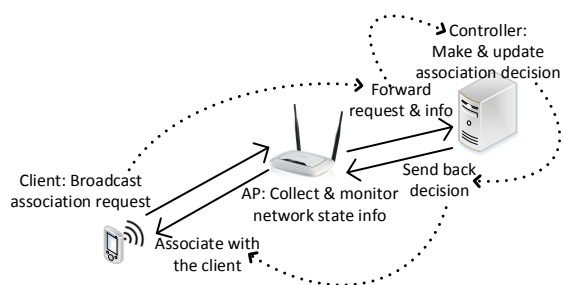 Controller:
Make & update
association decision
Forward
request & info
Client: Broadcast
association request
AP: Collect & monitor
network state info
Send back
decision
Associate with
the client